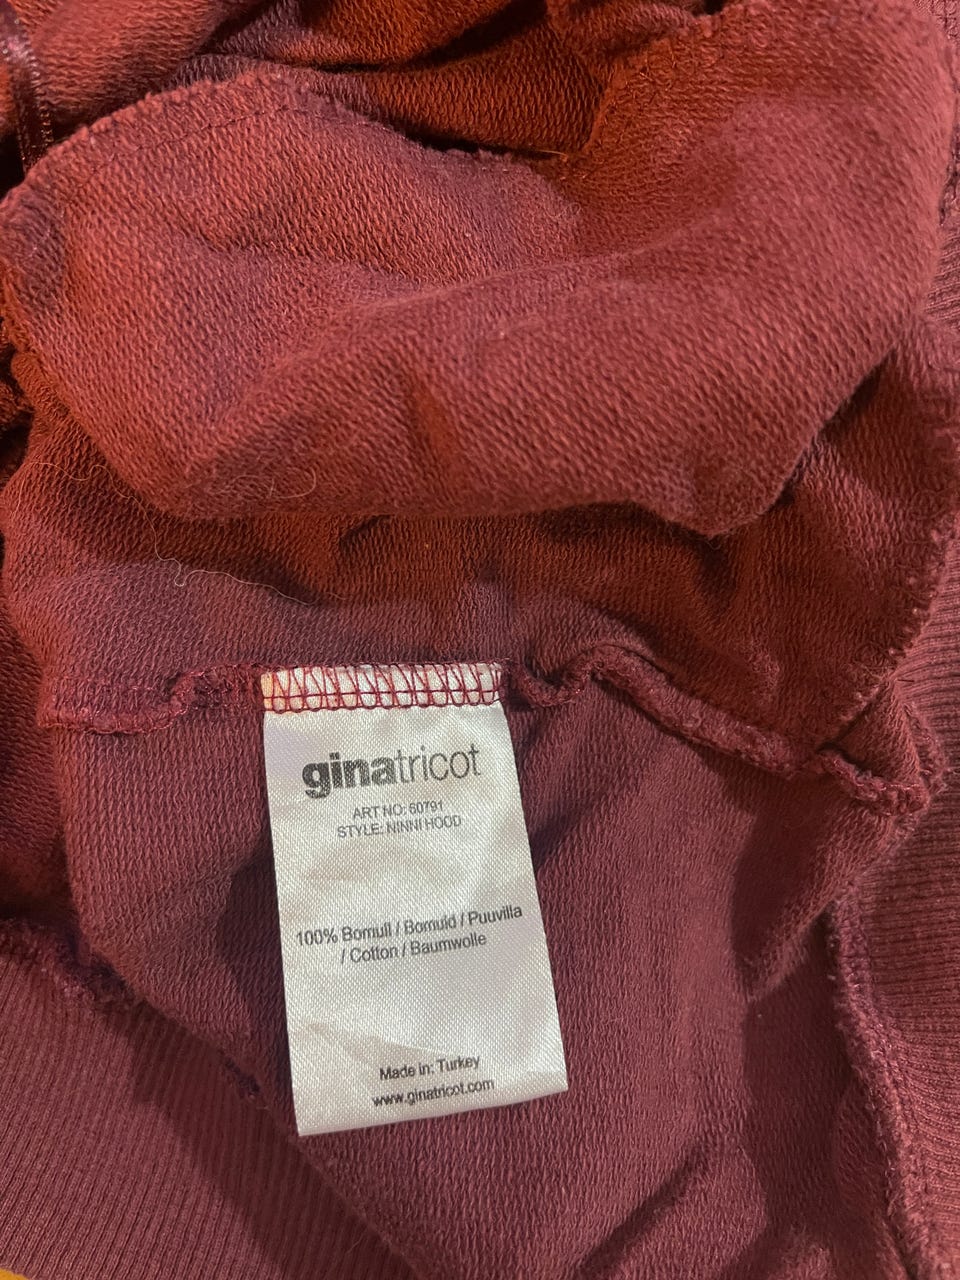 ginatricot
ART NO: 60791
STYLE: NINNI HOOD
100% Bomull / Bomuld / Puuvilla
/ Cotton / Baumwolle
Made in: Turkey
www.ginatricot.com